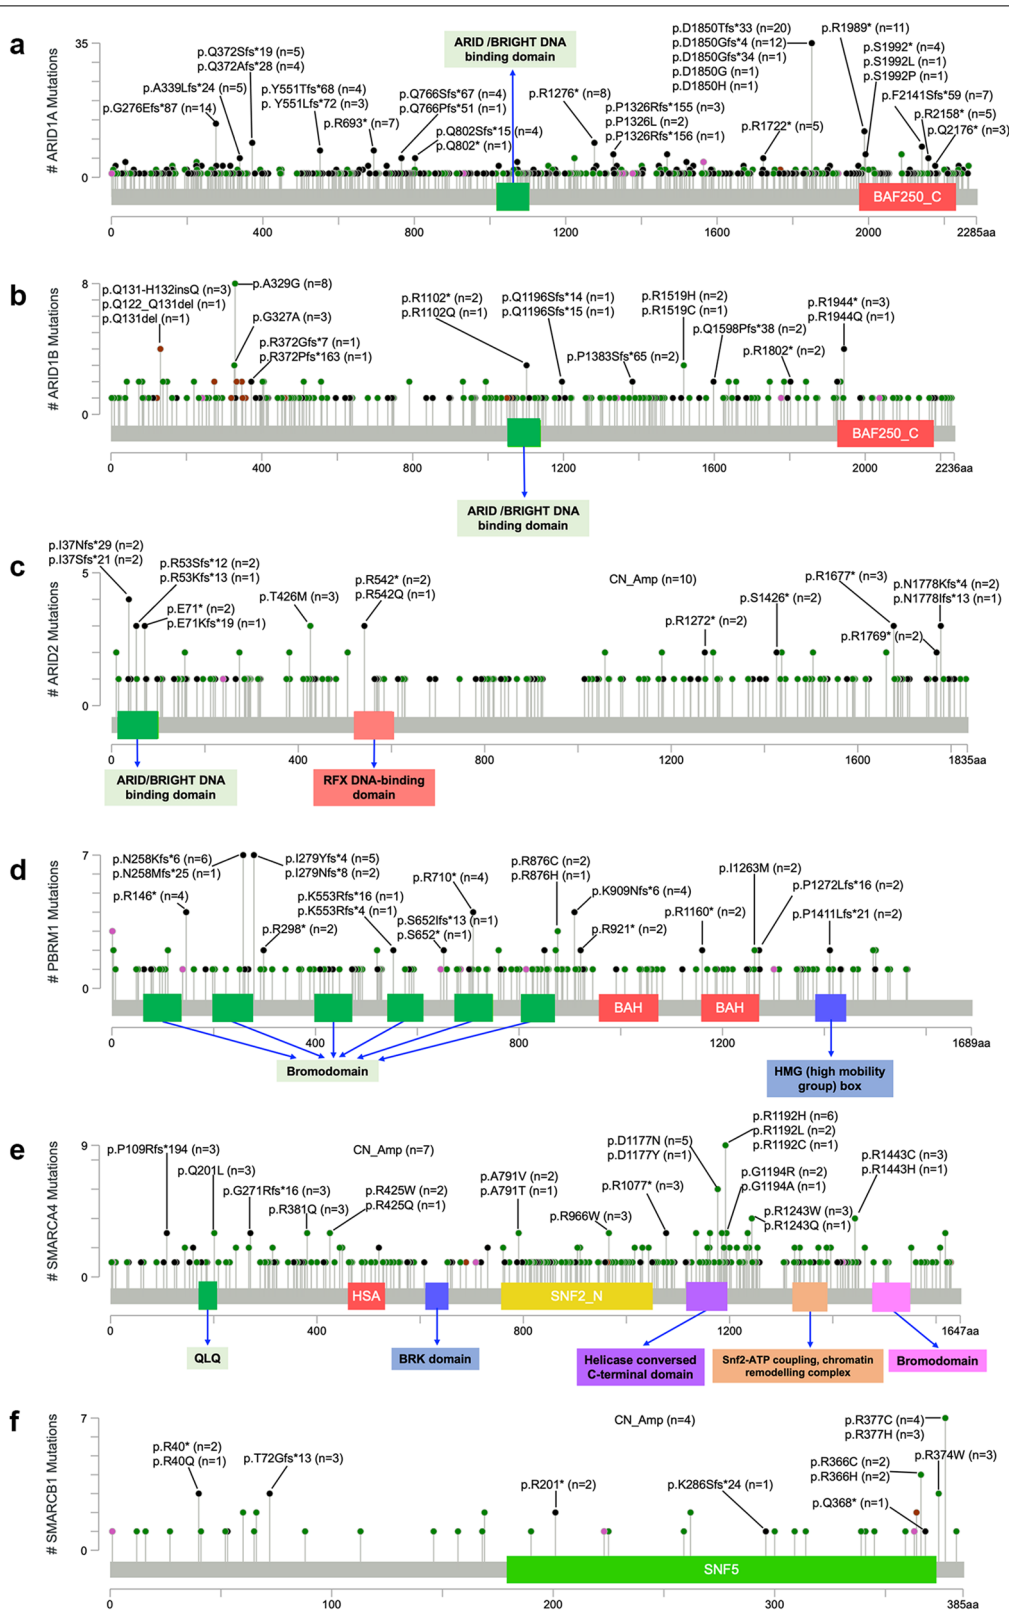 a
# ARID1A Mutations
35
0
p.Q372Sfs*19 (n=5)
p.Q372Afs*28 (n=4)
p.A339Lfs*24 (n=5)
p.G276Efs*87 (n=14)
p.Y551Tfs*68 (n=4)
p.Y551Lfs*72 (n=3)
p.R693* (n=7)
ARID /BRIGHT DNA
binding domain
p.Q766Sfs*67 (n=4)
p.Q766Pfs*51 (n=1)
p.Q802Sfs*15 (n=4)
p.Q802* (n=1)
p.R1276* (n=8)
p.P1326Rfs*155 (n=3)
p.P1326L (n=2)
p.P1326Rfs*156 (n=1)
p.D1850Tfs*33 (n=20)
p.D1850Gfs*4 (n=12)
p.D1850Gfs*34 (n=1)
p.D1850G (n=1)
p.D1850H (n=1)
p.R1722* (n=5)
p.R1989* (n=11)
p.S1992* (n=4)
p.S1992L (n=1)
p.S1992P (n=1)
p.F2141Sfs*59 (n=7)
p.R2158* (n=5)
p.Q2176* (n=3)
BAF250_C
0
400
800
1200
1600
2000
2285aa
b
# ARID1B Mutations
8
0
p.Q131-H132insQ (n=3)
p.Q122_Q131del (n=1)
p.Q131del (n=1)
p.A329G (n=8)
p.G327A (n=3)
p.R372Gfs*7 (n=1)
p.R372Pfs*163 (n=1)
p.R1102* (n=2)
p.R1102Q (n=1)
p.Q1196Sfs*14 (n=1)
p.Q1196Sfs*15 (n=1)
p.P1383Sfs*65 (n=2)
p.R1519H (n=2)
p.R1519C (n=1)
p.Q1598Pfs*38 (n=2)
p.R1802* (n=2)
p.R1944* (n=3)
p.R1944Q (n=1)
BAF250_C
0
400
800
1200
1600
2000
2236aa
ARID /BRIGHT DNA
binding domain
c
# ARID2 Mutations
5
0
p.I37Nfs*29 (n=2)
p.I37Sfs*21 (n=2)
p.R53Sfs*12 (n=2)
p.R53Kfs*13 (n=1)
p.E71* (n=2)
p.E71Kfs*19 (n=1)
p.T426M (n=3)
p.R542* (n=2)
p.R542Q (n=1)
CN_Amp (n=10)
p.R1272* (n=2)
p.S1426* (n=2)
p.R1677* (n=3)
p.N1778Kfs*4 (n=2)
p.N1778Ifs*13 (n=1)
p.R1769* (n=2)
0
400
800
1200
1600
1835aa
ARID/BRIGHT DNA
binding domain
RFX DNA-binding
domain
d
# PBRM1 Mutations
7
0
p.N258Kfs*6 (n=6)
p.N258Mfs*25 (n=1)
p.R146* (n=4)
p.I279Yfs*4 (n=5)
p.I279Nfs*8 (n=2)
p.K553Rfs*16 (n=1)
p.K553Rfs*4 (n=1)
p.R298* (n=2)
p.R710* (n=4)
p.S652Ifs*13 (n=1)
p.S652* (n=1)
p.R876C (n=2)
p.R876H (n=1)
p.K909Nfs*6 (n=4)
p.R921* (n=2)
p.R1160* (n=2)
p.I1263M (n=2)
p.P1272Lfs*16 (n=2)
p.P1411Lfs*21 (n=2)
BAH
BAH
0
400
800
1200
1689aa
Bromodomain
HMG (high mobility
group) box
e
# SMARCA4 Mutations
9
0
p.P109Rfs*194 (n=3)
p.Q201L (n=3)
p.G271Rfs*16 (n=3)
p.R381Q (n=3)
CN_Amp (n=7)
p.R425W (n=2)
p.R425Q (n=1)
p.A791V (n=2)
p.A791T (n=1)
p.R966W (n=3)
p.D1177N (n=5)
p.D1177Y (n=1)
p.R1077* (n=3)
p.R1192H (n=6)
p.R1192L (n=2)
p.R1192C (n=1)
p.G1194R (n=2)
p.G1194A (n=1)
p.R1243W (n=3)
p.R1243Q (n=1)
p.R1443C (n=3)
p.R1443H (n=1)
HSA
SNF2_N
0
400
800
1200
1647aa
QLQ
BRK domain
Helicase conversed
C-terminal domain
Snf2-ATP coupling, chromatin
remodelling complex
Bromodomain
f
# SMARCB1 Mutations
7
0
p.R40* (n=2)
p.R40Q (n=1)
p.T72Gfs*13 (n=3)
p.R201* (n=2)
CN_Amp (n=4)
p.K286Sfs*24 (n=1)
p.R377C (n=4)
p.R377H (n=3)
p.R374W (n=3)
p.R366C (n=2)
p.R366H (n=2)
p.Q368* (n=1)
SNF5
0
100
200
300
385aa